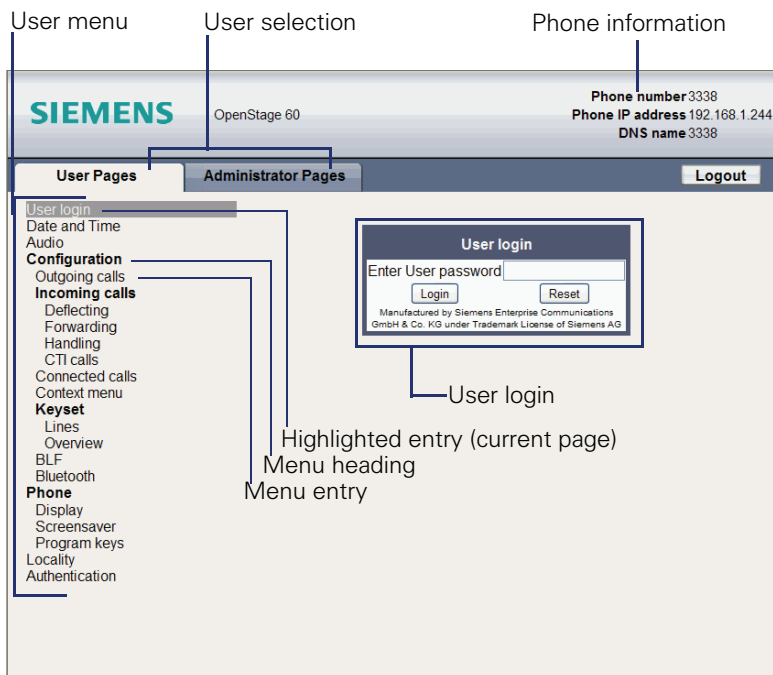 User menu
User selection
Phone information
SIEMENS
OpenStage 60
Phone number 3338
Phone IP address 192.168.1.244
DNS name 3338
User Pages
Administrator Pages
Logout
User login
Date and Time
Audio
Configuration
Outgoing calls
Incoming calls
Deflecting
Forwarding
Handling
CTI calls
Connected calls
Context menu
Keyset
Lines
Overview
BLF
Bluetooth
Phone
Display
Screensaver
Program keys
Locality
Authentication
User login
Enter User password
Login
Reset
Manufactured by Siemens Enterprise Communications
GmbH & Co. KG under Trademark License of Siemens AG
User login
Highlighted entry (current page)
Menu heading
Menu entry